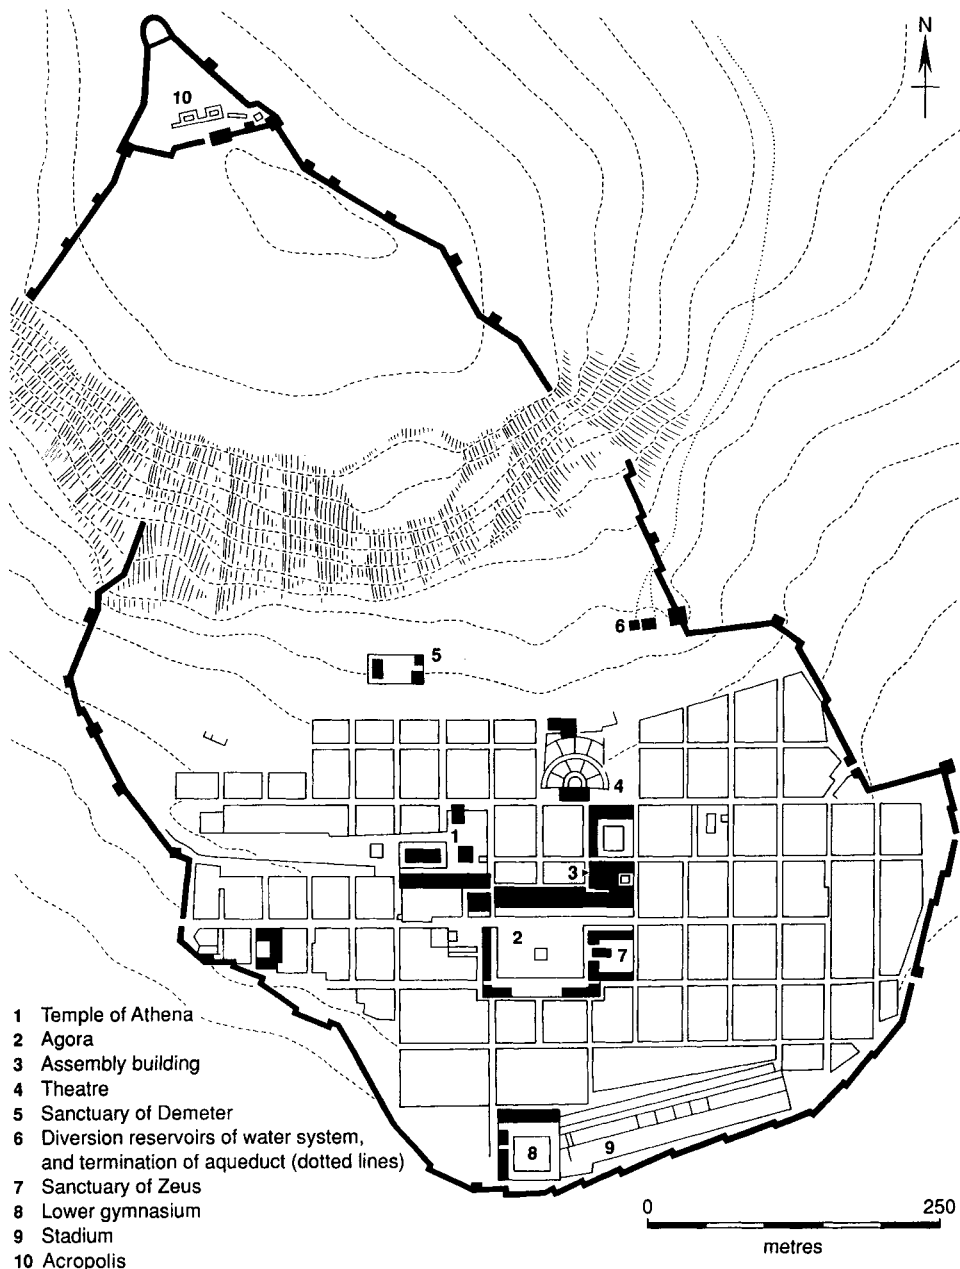 N
10
6
5
4
1
3
2
7
8
9
1 Temple of Athena
2 Agora
3 Assembly building
4 Theatre
5 Sanctuary of Demeter
6 Diversion reservoirs of water system,
and termination of aqueduct (dotted lines)
7 Sanctuary of Zeus
8 Lower gymnasium
9 Stadium
10 Acropolis
0 250
metres